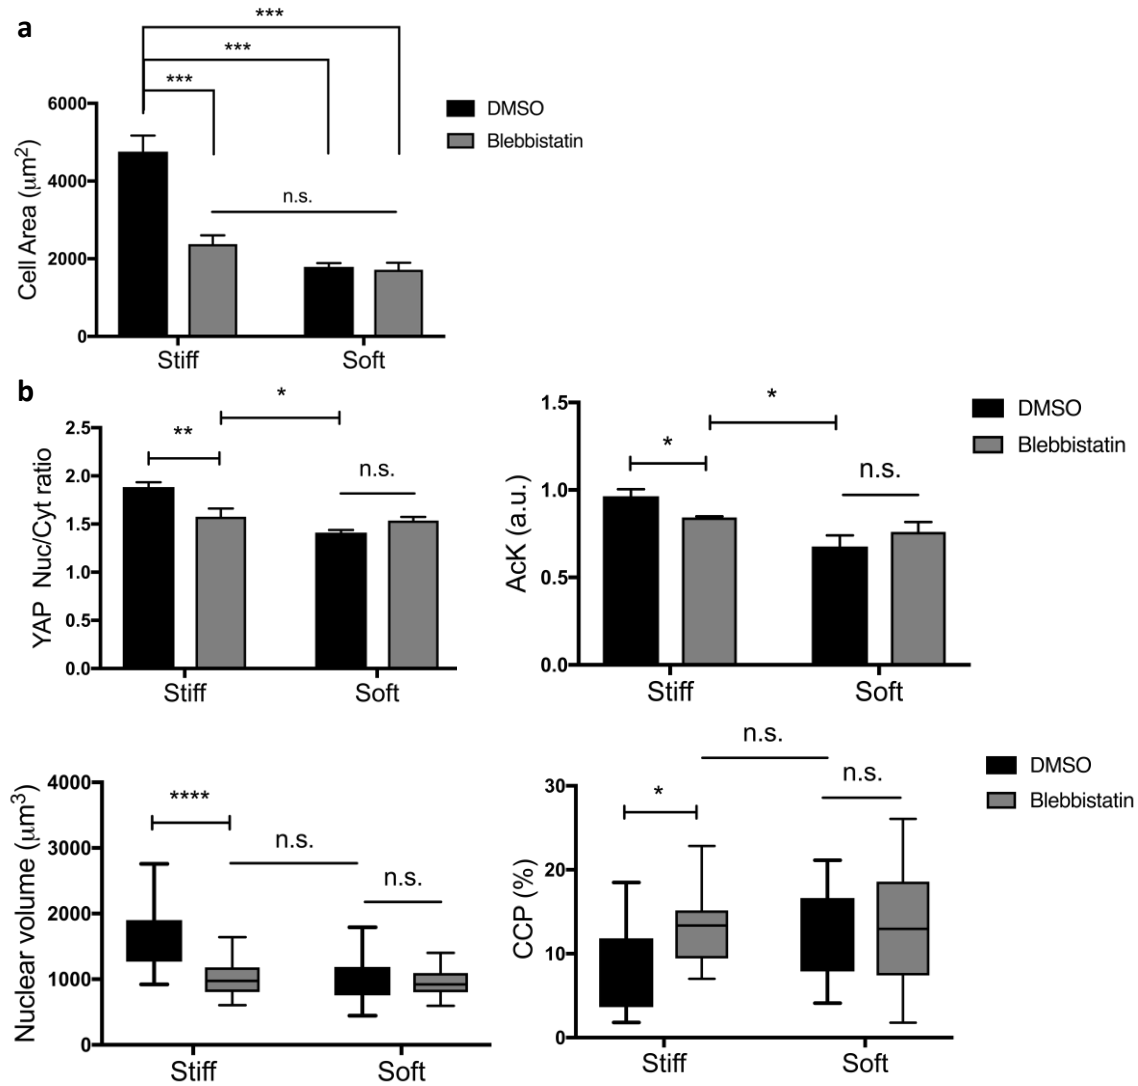 a
***
***
***
6000
4000
2000
0
Cell Area (μm²)
n.s.
Stiff
Soft
DMSO
Blebbistatin
b
*
**
n.s.
2.5
2.0
1.5
1.0
0.5
0.0
YAP Nuc/Cyt ratio
Stiff
Soft
*
*
n.s.
1.5
1.0
0.5
0.0
AcK (a.u.)
Stiff
Soft
DMSO
Blebbistatin
****
n.s.
n.s.
4000
3000
2000
1000
0
Nuclear volume (μm³)
Stiff
Soft
n.s.
*
n.s.
30
20
10
0
CCP (%)
Stiff
Soft
DMSO
Blebbistatin